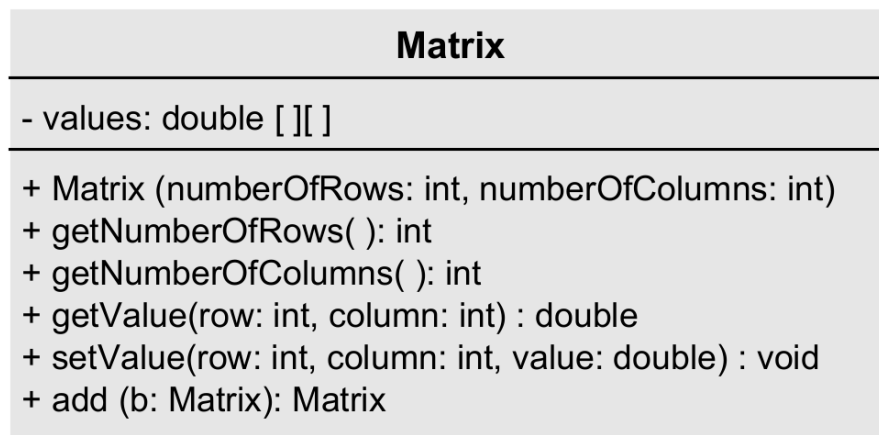 Matrix
- values: double [ ][ ]
+ Matrix (numberOfRows: int, numberOfColumns: int)
+ getNumberOfRows( ): int
+ getNumberOfColumns( ): int
+ getValue(row: int, column: int) : double
+ setValue(row: int, column: int, value: double) : void
+ add (b: Matrix): Matrix